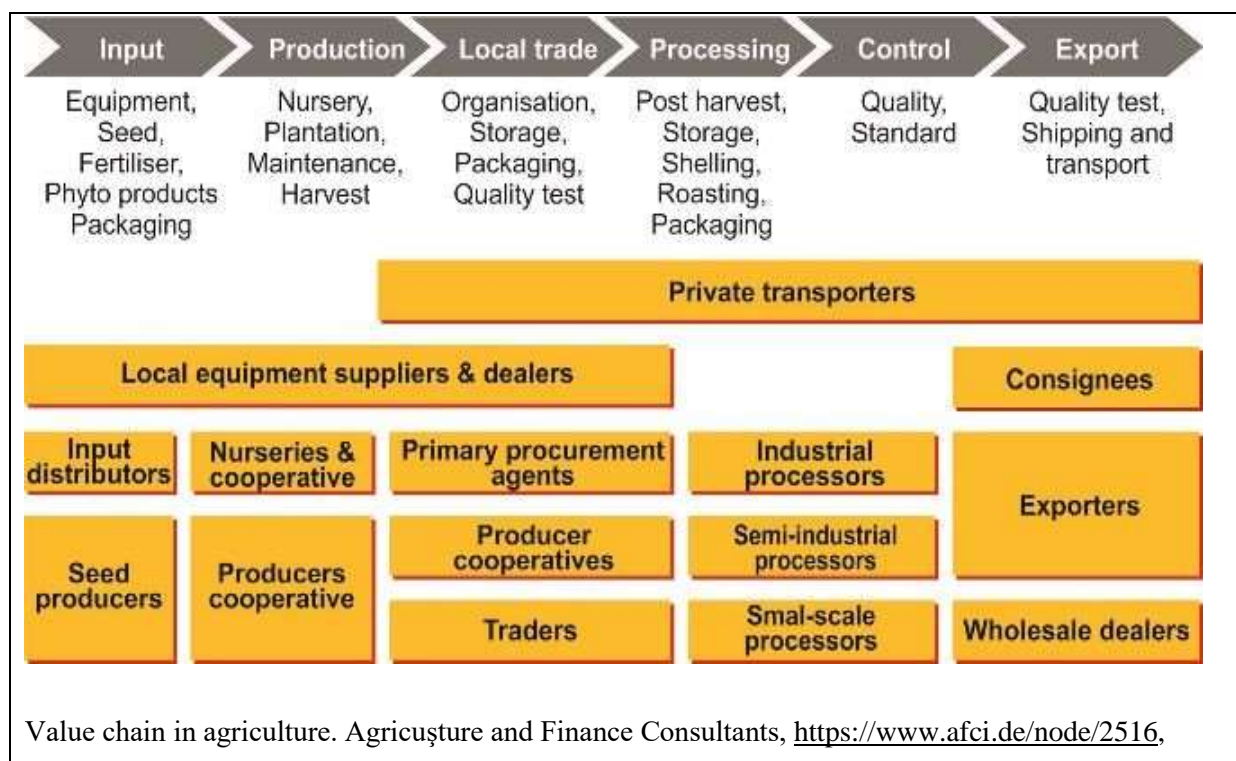 Input
Production
Local trade
Processing
Control
Export
Equipment,
Seed,
Fertiliser,
Phyto products
Packaging
Nursery,
Plantation,
Maintenance,
Harvest
Organisation,
Storage,
Packaging,
Quality test
Post harvest,
Storage,
Shelling,
Roasting,
Packaging
Quality,
Standard
Quality test,
Shipping and
transport
Private transporters
Local equipment suppliers & dealers
Consignees
Input
distributors
Nurseries &
cooperative
Primary procurement
agents
Industrial
processors
Exporters
Seed
producers
Producers
cooperative
Producer
cooperatives
Semi-industrial
processors
Traders
Smal-scale
processors
Wholesale dealers
Value chain in agriculture. Agricuşture and Finance Consultants, https://www.afci.de/node/2516,